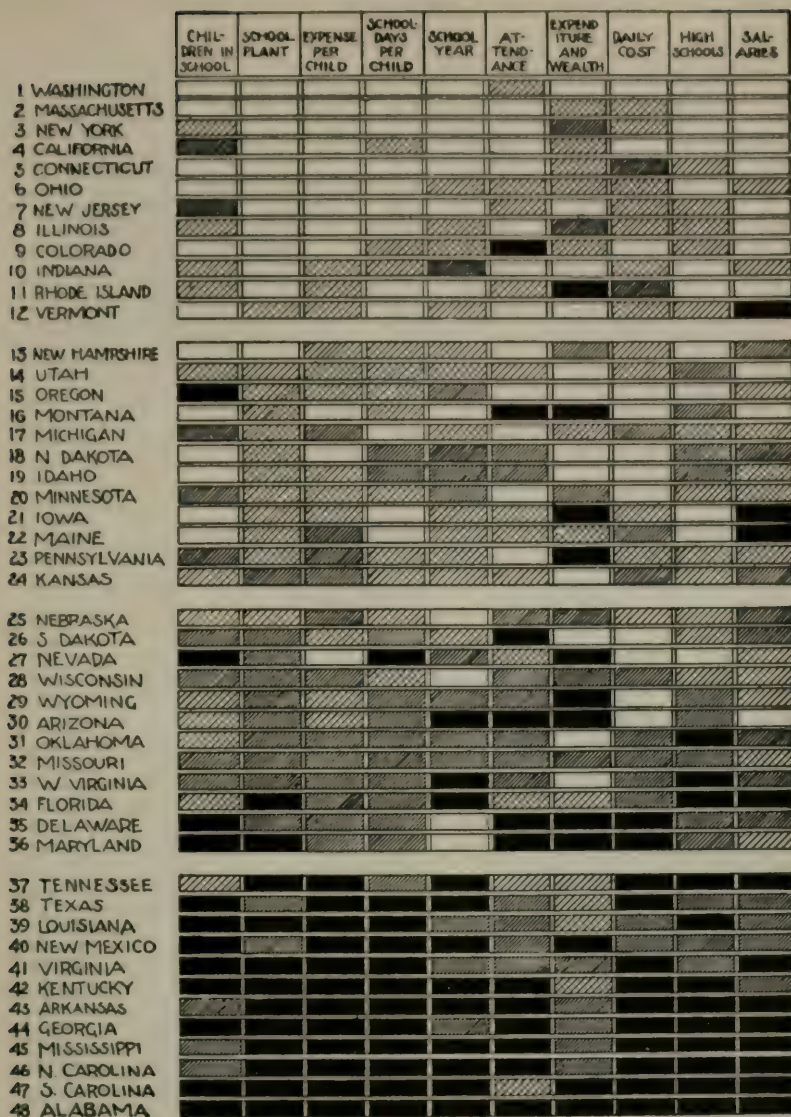 CHIL-
DREN IN
SCHOOL
SCHOOL
PLANT
EXPENSE
PER
CHILD
SCHOOL
DAYS
PER
CHILD
SCHOOL
YEAR
AT-
TEND-
ANCE
EXPEND
ITURE
AND
WEALTH
DAILY
COST
HIGH
SCHOOLS
SAL-
ARIES
1 WASHINGTON
2 MASSACHUSETTS
3 NEW YORK
4 CALIFORNIA
5 CONNECTICUT
6 OHIO
7 NEW JERSEY
8 ILLINOIS
9 COLORADO
10 INDIANA
11 RHODE ISLAND
12 VERMONT
13 NEW HAMPSHIRE
14 UTAH
15 OREGON
16 MONTANA
17 MICHIGAN
18 N DAKOTA
19 IDAHO
20 MINNESOTA
21 IOWA
22 MAINE
23 PENNSYLVANIA
24 KANSAS
25 NEBRASKA
26 S DAKOTA
27 NEVADA
28 WISCONSIN
29 WYOMING
30 ARIZONA
31 OKLAHOMA
32 MISSOURI
33 W VIRGINIA
34 FLORIDA
35 DELAWARE
36 MARYLAND
37 TENNESSEE
38 TEXAS
39 LOUISIANA
40 NEW MEXICO
41 VIRGINIA
42 KENTUCKY
43 ARKANSAS
44 GEORGIA
45 MISSISSIPPI
46 N CAROLINA
47 S. CAROLINA
48 ALABAMA